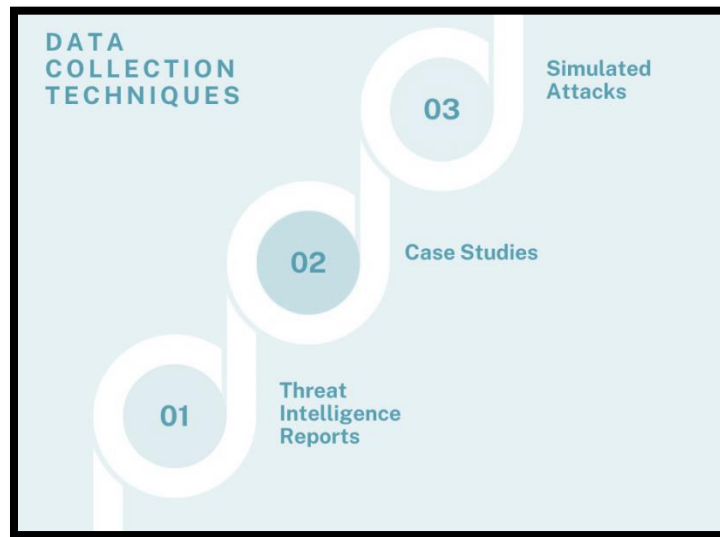 DATA
COLLECTION
TECHNIQUES
03
Simulated
Attacks
02
Case Studies
01
Threat
Intelligence
Reports